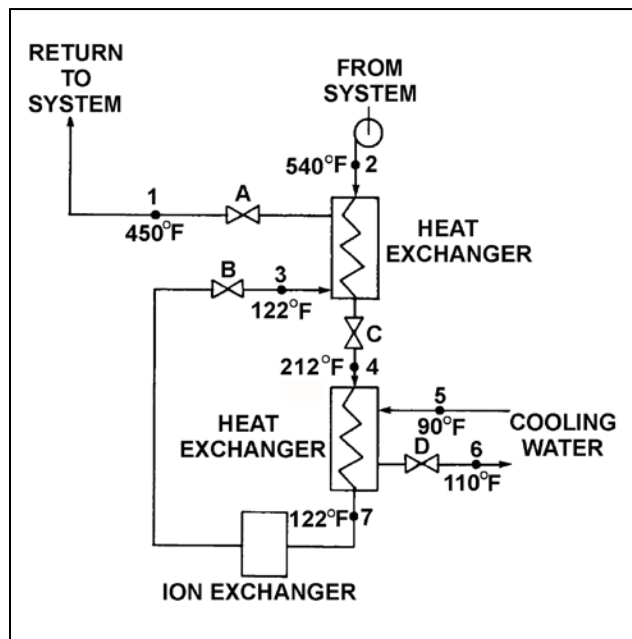 RETURN
TO
SYSTEM
FROM
SYSTEM
540°F 2
1
A
450°F
HEAT
EXCHANGER
B
3
122°F
C
212°F 4
HEAT
EXCHANGER
5
90°F
COOLING
WATER
D
6
110°F
122°F 7
ION EXCHANGER